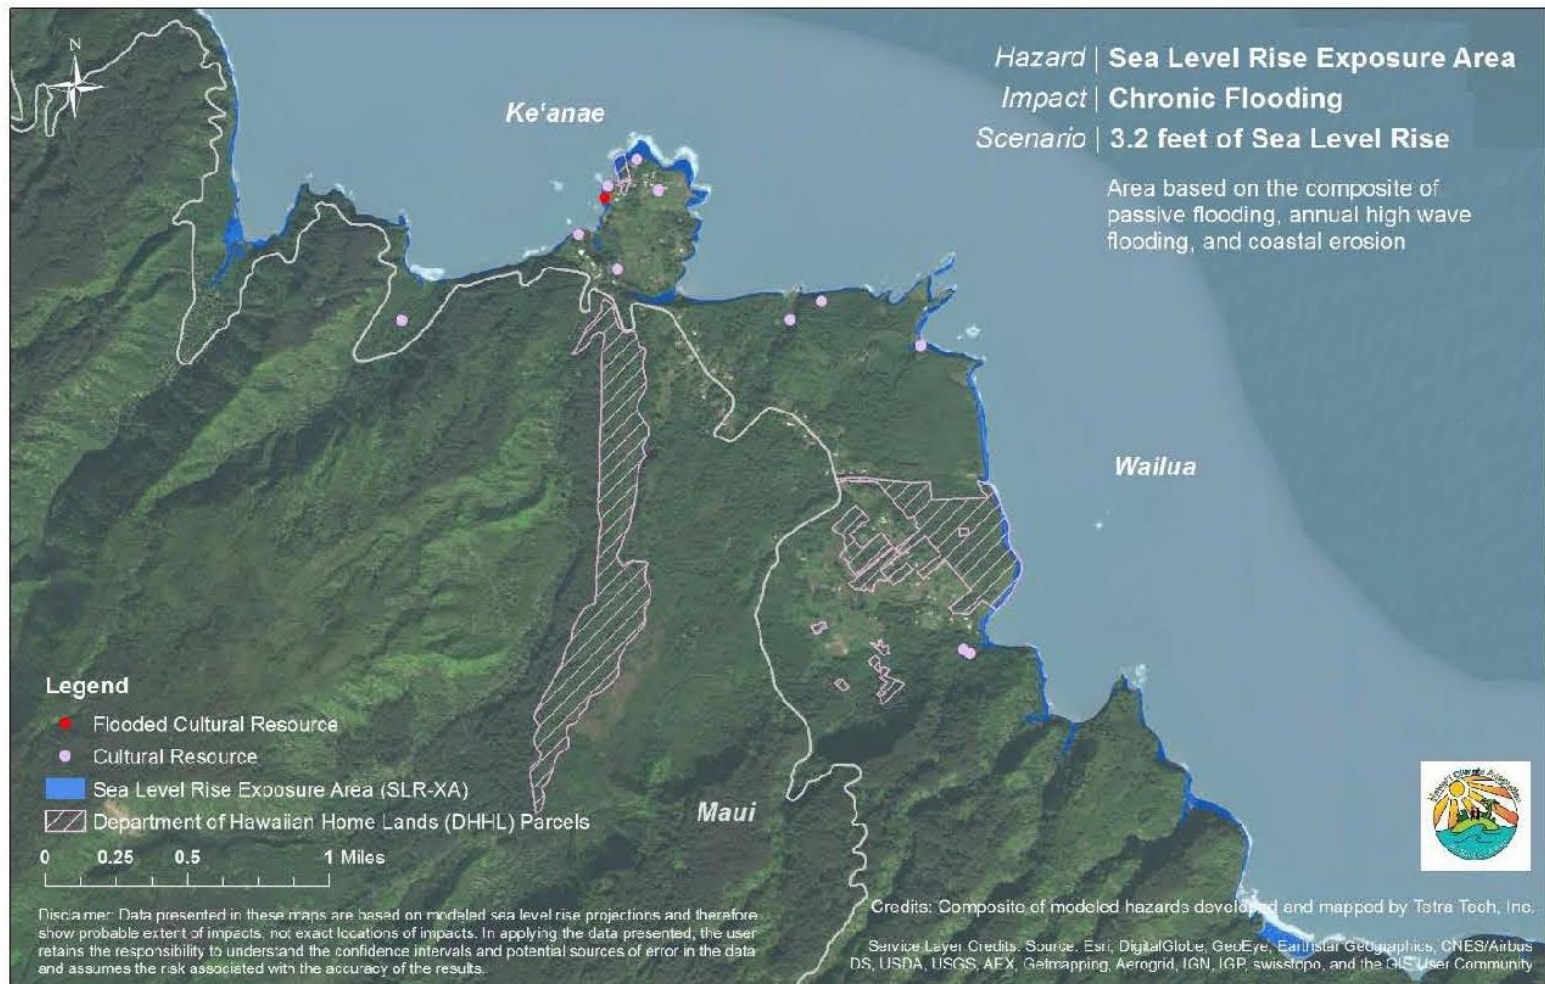 N
Hazard | Sea Level Rise Exposure Area
Impact | Chronic Flooding
Scenario | 3.2 feet of Sea Level Rise
Area based on the composite of
passive flooding, annual high wave
flooding, and coastal erosion
Ke‘anae
Wailua
Maui
Legend
Flooded Cultural Resource
Cultural Resource
Sea Level Rise Exposure Area (SLR-XA)
Department of Hawaiian Home Lands (DHHL) Parcels
0 0.25 0.5 1 Miles
Disclaimer: Data presented in these maps are based on modeled sea level rise projections and therefore
show probable extent of impacts, not exact locations of impacts. In applying the data presented, the user
retains the responsibility to understand the confidence intervals and potential sources of error in the data
and assumes the risk associated with the accuracy of the results.
Credits: Composite of modeled hazards developed and mapped by Tetra Tech, Inc.
Service Layer Credits: Source: Esri, DigitalGlobe, GeoEye, Earthstar Geographics, CNES/Airbus
DS, USDA, USGS, AEX, Getmapping, Aerogrid, IGN, IGP, swisstopo, and the GIS User Community